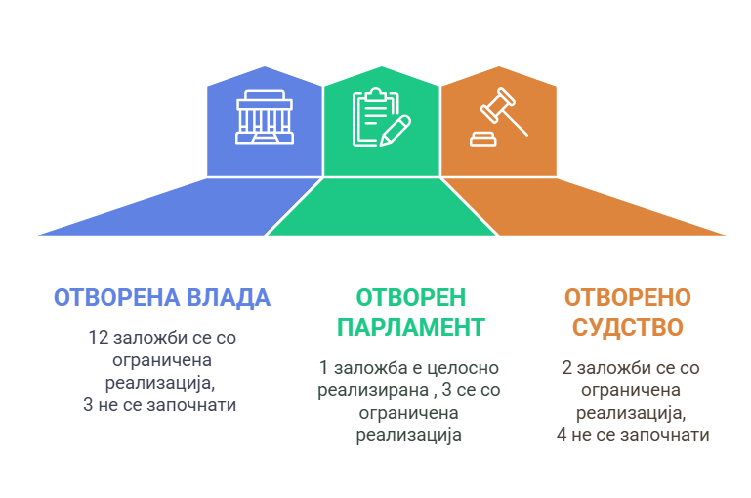 ОТВОРЕНА ВЛАДА
12 заложби се со
ограничена
реализација,
3 не се започнати
ОТВОРЕН
ПАРЛАМЕНТ
1 заложба е целосно
реализирана , 3 се со
ограничена
реализација
ОТВОРЕНО
СУДСТВО
2 заложби се со
ограничена
реализација,
4 не се започнати